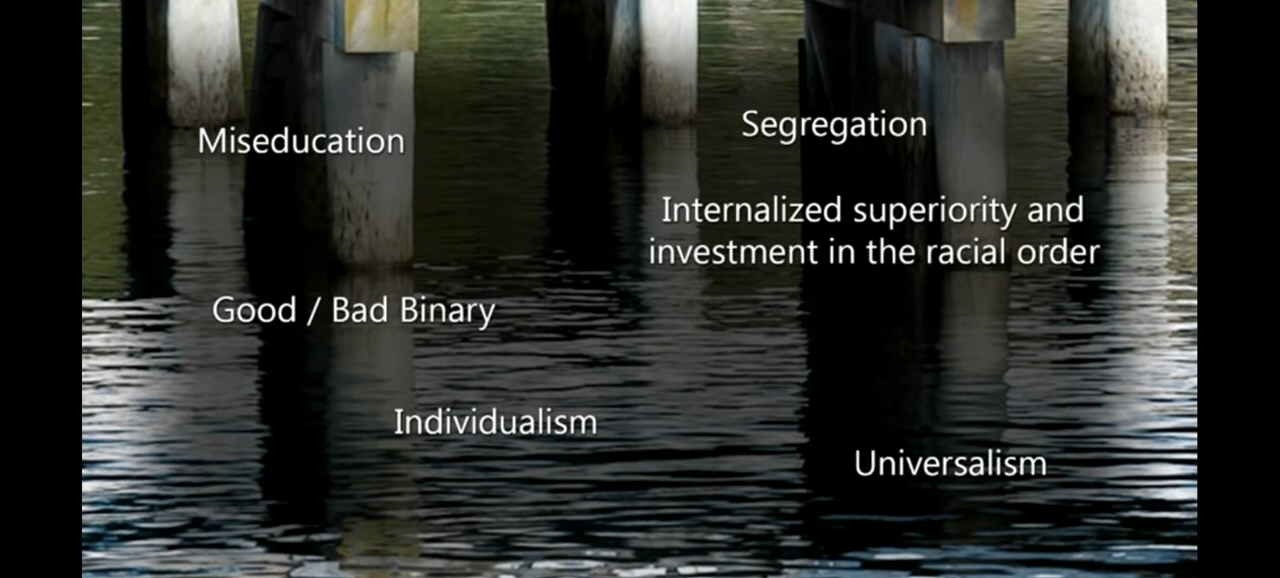 Miseducation
Segregation
Internalized superiority and
investment in the racial order
Good / Bad Binary
Individualism
Universalism